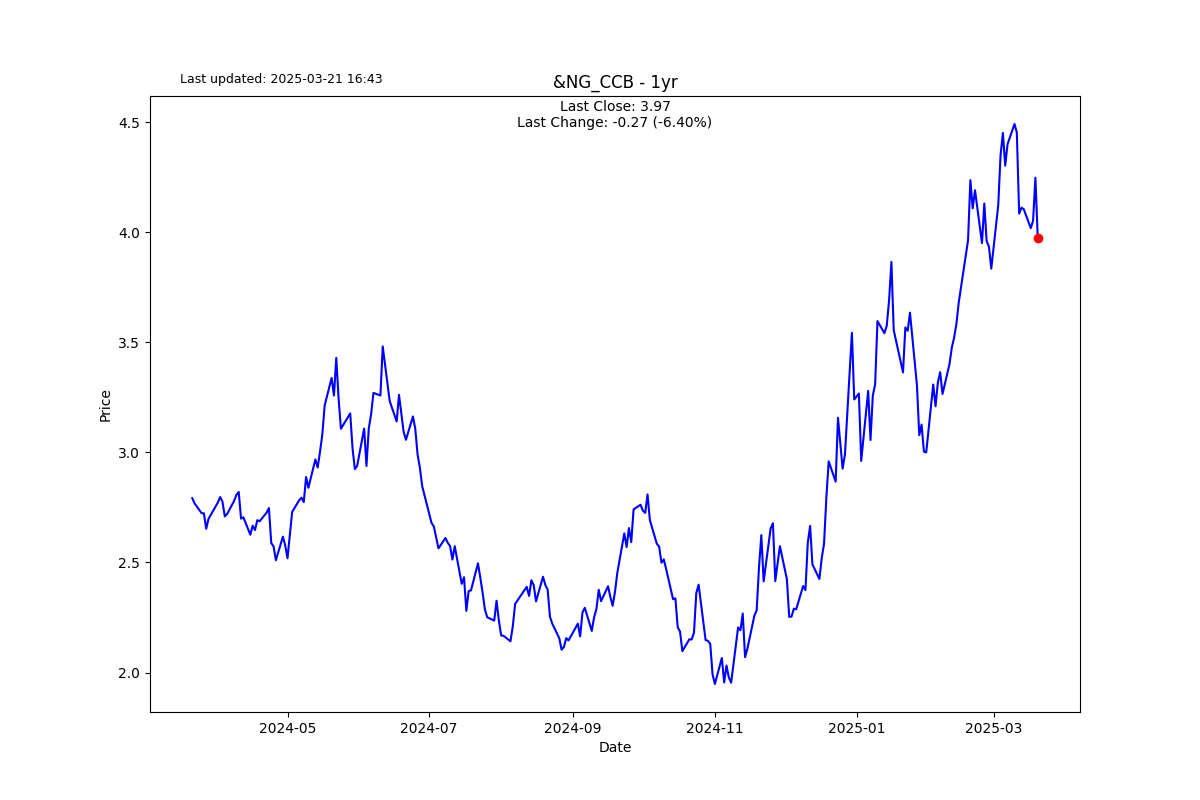 Last updated: 2025-03-21 16:43
&NG_CCB - 1yr
Last Close: 3.97
Last Change: -0.27 (-6.40%)
4.5
4.0
3.5
3.0
2.5
2.0
Price
2024-05
2024-07
2024-09
2024-11
2025-01
2025-03
Date